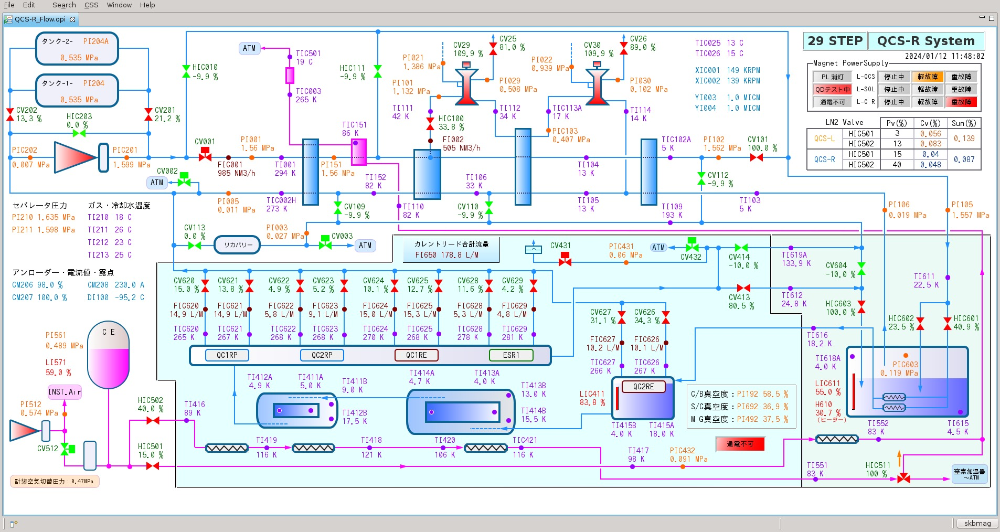 File Edit Search CSS Window Help
QCS-R_Flow.opi
29 STEP QCS-R System
2024/01/12 11:48:02
タンク-2- PI204A
0.535 MPa
タンク-1- PI204
0.535 MPa
CV202
13.3 %
HIC203
0.0 %
CV201
21.2 %
PIC202
0.007 MPa
PIC201
1.599 MPa
HIC010
-9.9 %
ATM
TIC501
19 C
TIC003
265 K
HIC111
-9.9 %
CV001
PI001
1.56 MPa
FIC001
985 NM3/h
TI001
294 K
CV002
ATM
PI005
0.011 MPa
TIC002H
273 K
PI151
1.56 MPa
TIC151
86 K
TI152
82 K
PI021
1.386 MPa
PI101
1.132 MPa
CV29
109.9 %
CV25
81.0 %
PI029
0.508 MPa
TI111
42 K
HIC100
33.8 %
FI002
505 NM3/h
TI112
34 K
PI022
0.939 MPa
CV30
109.9 %
CV26
89.0 %
PI030
0.102 MPa
TIC113A
17 K
PIC103
0.407 MPa
TI114
14 K
TI106
33 K
TI104
13 K
TI105
13 K
TIC102A
5 K
PI102
1.562 MPa
CV101
100.0 %
CV112
-9.9 %
TI109
193 K
TI103
5 K
CV109
-9.9 %
TI110
82 K
CV110
-9.9 %
TIC025 13 C
TIC026 15 C
XIC001 149 KRPM
XIC002 139 KRPM
YI003 1.0 MICM
YI004 1.0 MICM
Magnet PowerSupply
PL 消灯 L-QCS 停止中 軽故障 重故障
QDテスト中 L-SOL 停止中 軽故障 重故障
通電不可 L-C R 停止中 軽故障 重故障
LN2 Valve Pv(%) Cv(%) Sum(%)
QCS-L HIC501 3 0.056 0.139
HIC502 13 0.083
QCS-R HIC501 15 0.04 0.087
HIC502 40 0.048
PI106
0.019 MPa
PI105
1.557 MPa
セパレータ圧力
PI210 1.635 MPa
PI211 1.598 MPa
ガス・冷却水温度
TI210 18 C
TI211 26 C
TI212 23 C
TI213 25 C
アンローダー・電流値・露点
CM206 98.0 % CM208 230.0 A
CM207 100.0 % DI100 -95.2 C
CV113
0.0 %
リカバリー
PI003
0.027 MPa
CV003
ATM
カレントリード合計流量
FI650 178.8 L/M
CV431
PIC431
0.06 MPa
ATM
CV432
CV414
-10.0 %
TI619A
133.9 K
CV604
-10.0 %
CV413
80.5 %
TI612
24.8 K
HIC603
100.0 %
TI611
22.5 K
HIC602
23.5 %
HIC601
40.9 %
CV620
15.0 %
CV621
13.8 %
CV622
4.9 %
CV623
5.2 %
CV624
10.1 %
CV625
12.7 %
CV628
11.6 %
CV629
4.2 %
FIC620
14.9 L/M
FIC621
14.9 L/M
FIC622
5.8 L/M
FIC623
9.1 L/M
FIC624
15.0 L/M
FIC625
15.3 L/M
FIC628
5.3 L/M
FIC629
4.8 L/M
TIC620
265 K
TIC621
267 K
TIC622
268 K
TIC623
268 K
TIC624
270 K
TIC625
268 K
TIC628
278 K
TIC629
281 K
QC1RP QC2RP QC1RE ESR1
CV627
31.1 %
CV626
34.3 %
FIC627
10.2 L/M
FIC626
10.1 L/M
TIC627
266 K
TIC626
267 K
QC2RE
LIC411
83.8 %
TI415B
4.0 K
TI415A
18.0 K
TI412A
4.9 K
TI411A
5.0 K
TI411B
9.0 K
TI412B
17.5 K
TI414A
4.7 K
TI413A
4.0 K
TI413B
13.0 K
TI414B
15.5 K
C/B真空度：PI192 58.5 %
S/C真空度：PI692 36.9 %
M G真空度：PI492 37.5 %
通電不可
TI616
18.2 K
TI618A
4.0 K
PIC603
0.119 MPa
LIC611
55.0 %
H610
30.7 %
(ヒーター)
TI552
83 K
TI615
4.5 K
C E
PI561
0.489 MPa
LI571
59.0 %
INST.Air
PI512
0.574 MPa
CV512
HIC502
40.0 %
HIC501
15.0 %
計装空気切替圧力：0.47MPa
TI416
89 K
TI419
116 K
TI418
121 K
TI420
106 K
TIC421
116 K
TI417
98 K
PIC432
0.091 MPa
TI551
83 K
HIC511
100 %
窒素加温器
～ATM
skbmag